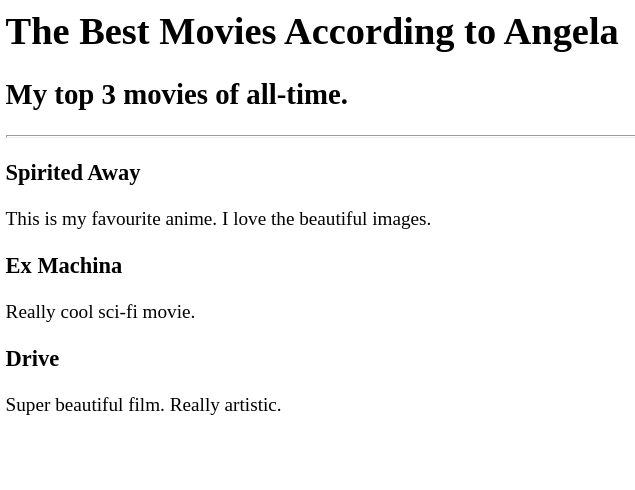 The Best Movies According to Angela
My top 3 movies of all-time.
Spirited Away
This is my favourite anime. I love the beautiful images.
Ex Machina
Really cool sci-fi movie.
Drive
Super beautiful film. Really artistic.